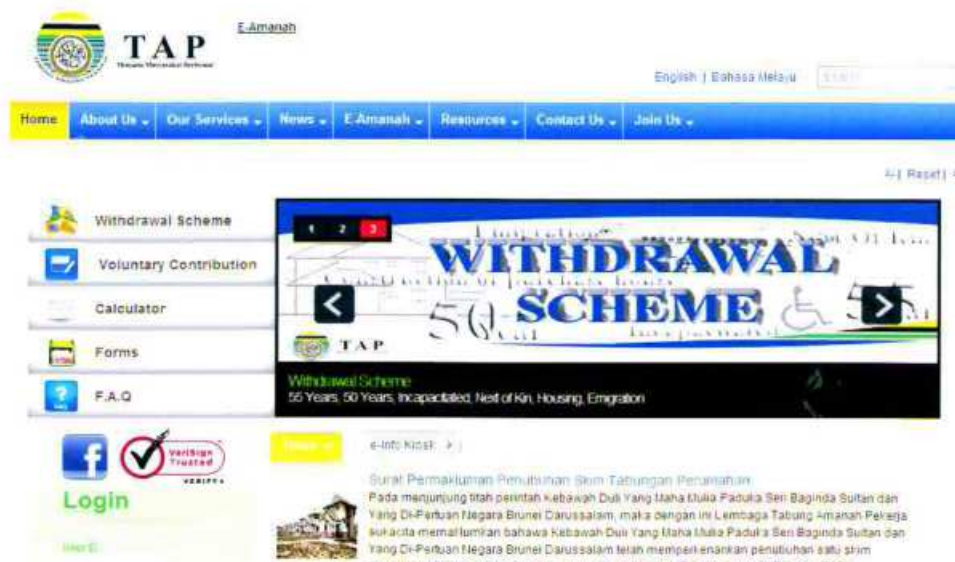 E-Amanah
TAP
English | Bahasa Melayu
Home About Us Our Services News E-Amanah Resources Contact Us Join Us
A-| Reset|
Withdrawal Scheme
Voluntary Contribution
Calculator
Forms
F.A.Q
1 2 3
WITHDRAWAL
SCHEME
TAP
Withdrawal Scheme
55 Years, 50 Years, Incapacitated, Next of Kin, Housing, Emigration
VeriSign
Trusted
VERIFY
News
e-Info Kiosk
Login
User ID
Surat Permakluman Penubuhan Skim Tabungan Perumahan
Pada menjunjung titah perintah Kebawah Duli Yang Maha Mulia Paduka Seri Baginda Sultan dan
Yang Di-Pertuan Negara Brunei Darussalam, maka dengan ini Lembaga Tabung Amanah Pekerja
sukacita memaklumkan bahawa Kebawah Duli Yang Maha Mulia Paduka Seri Baginda Sultan dan
Yang Di-Pertuan Negara Brunei Darussalam telah memperkenankan penubuhan satu skim